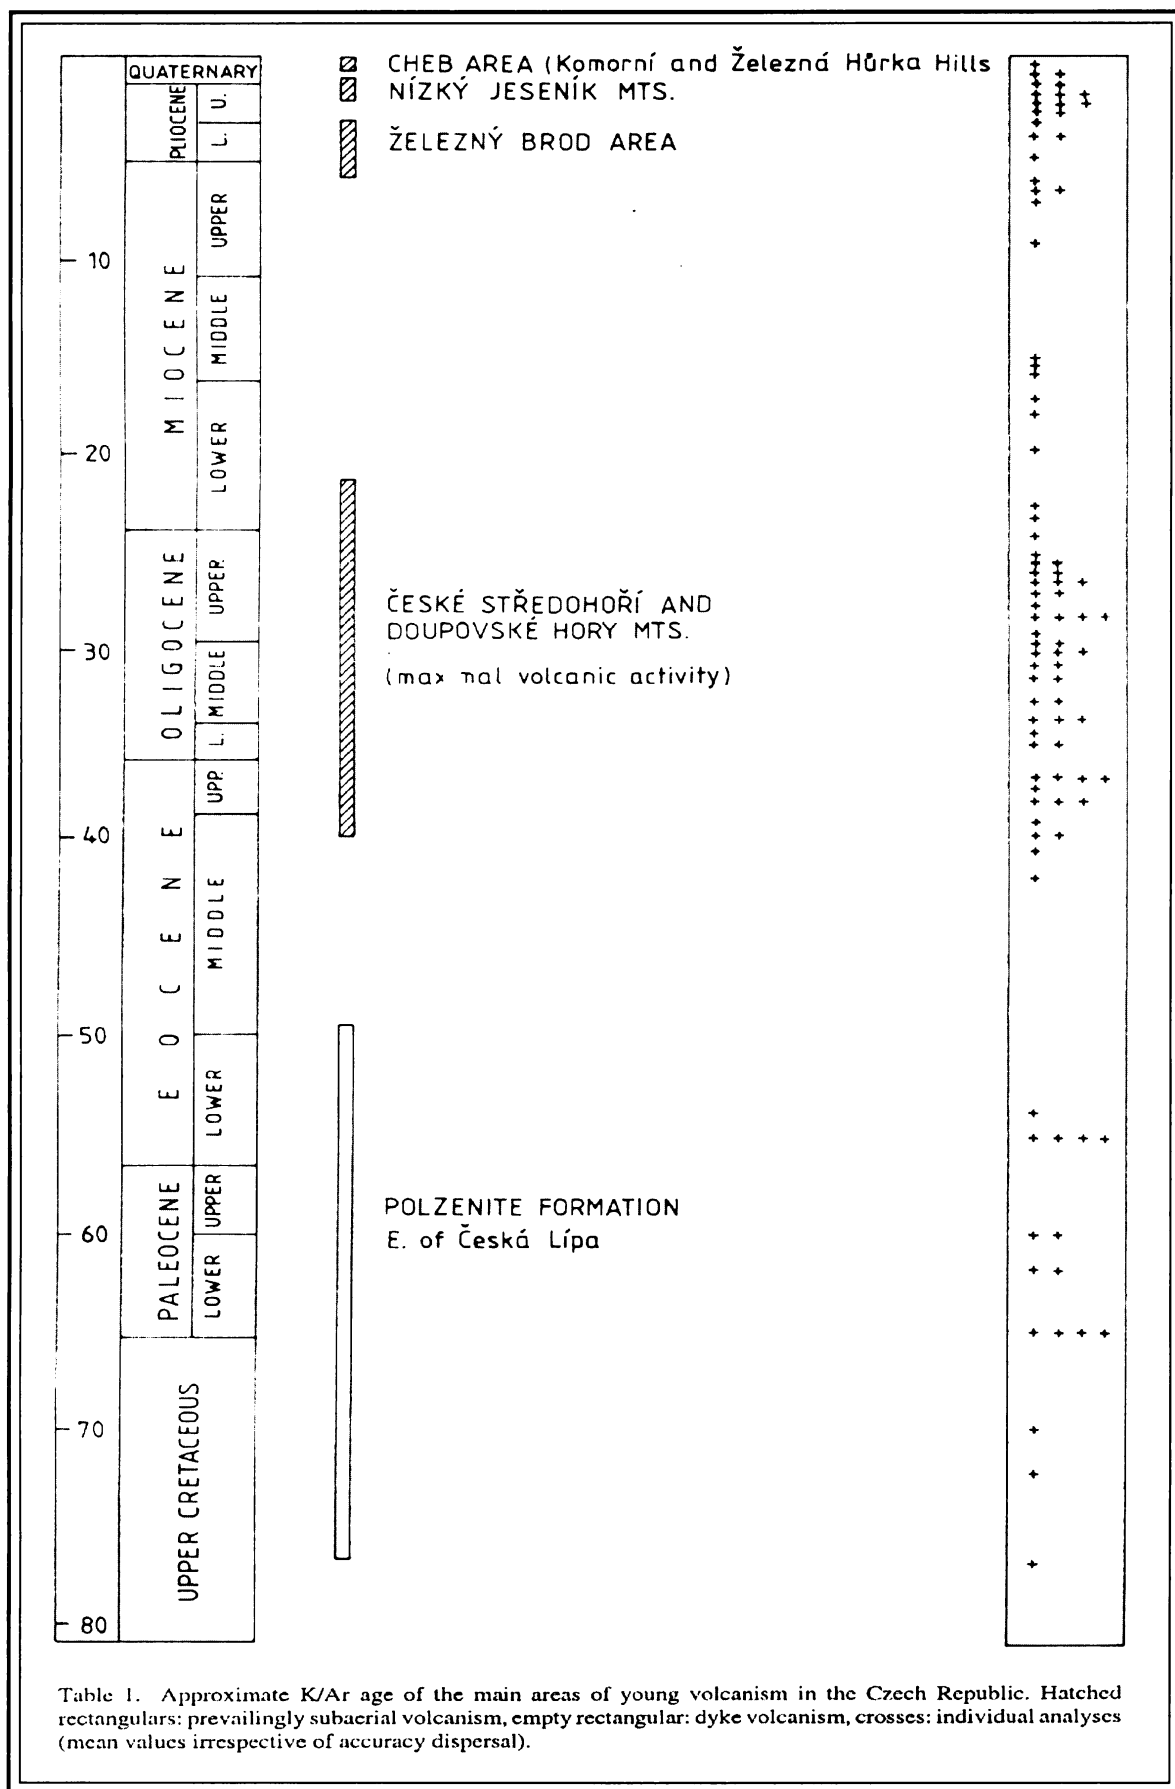 QUATERNARY
PLIOCENE
U.
L.
MIOCENE
UPPER
MIDDLE
LOWER
OLIGOCENE
UPPER.
MIDDLE
L.
EOCENE
UPP.
MIDDLE
LOWER
PALEOCENE
UPPER
LOWER
UPPER CRETACEOUS
10
20
30
40
50
60
70
80
CHEB AREA (Komorní and Železná Hůrka Hills
NÍZKÝ JESENÍK MTS.
ŽELEZNÝ BROD AREA
ČESKÉ STŘEDOHOŘÍ AND
DOUPOVSKÉ HORY MTS.
(max mal volcanic activity)
POLZENITE FORMATION
E. of Česká Lípa
Table 1. Approximate K/Ar age of the main areas of young volcanism in the Czech Republic. Hatched
rectangulars: prevailingly subaerial volcanism, empty rectangular: dyke volcanism, crosses: individual analyses
(mean values irrespective of accuracy dispersal).